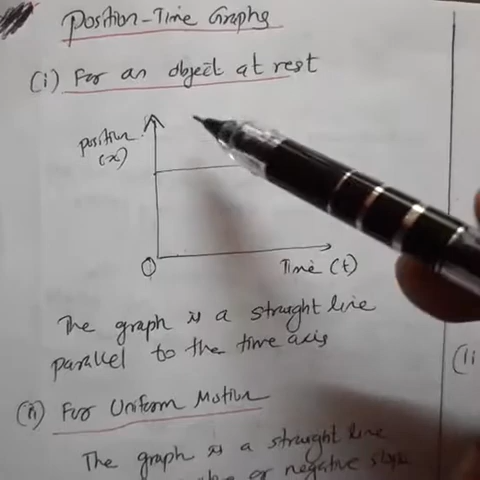 Position-Time Graphs
(i) For an object at rest
position
(x)
O
Time (t)
The graph is a straight line
parallel to the time axis
(ii) For Uniform Motion
The graph is a straight line
or negative slope
(ii